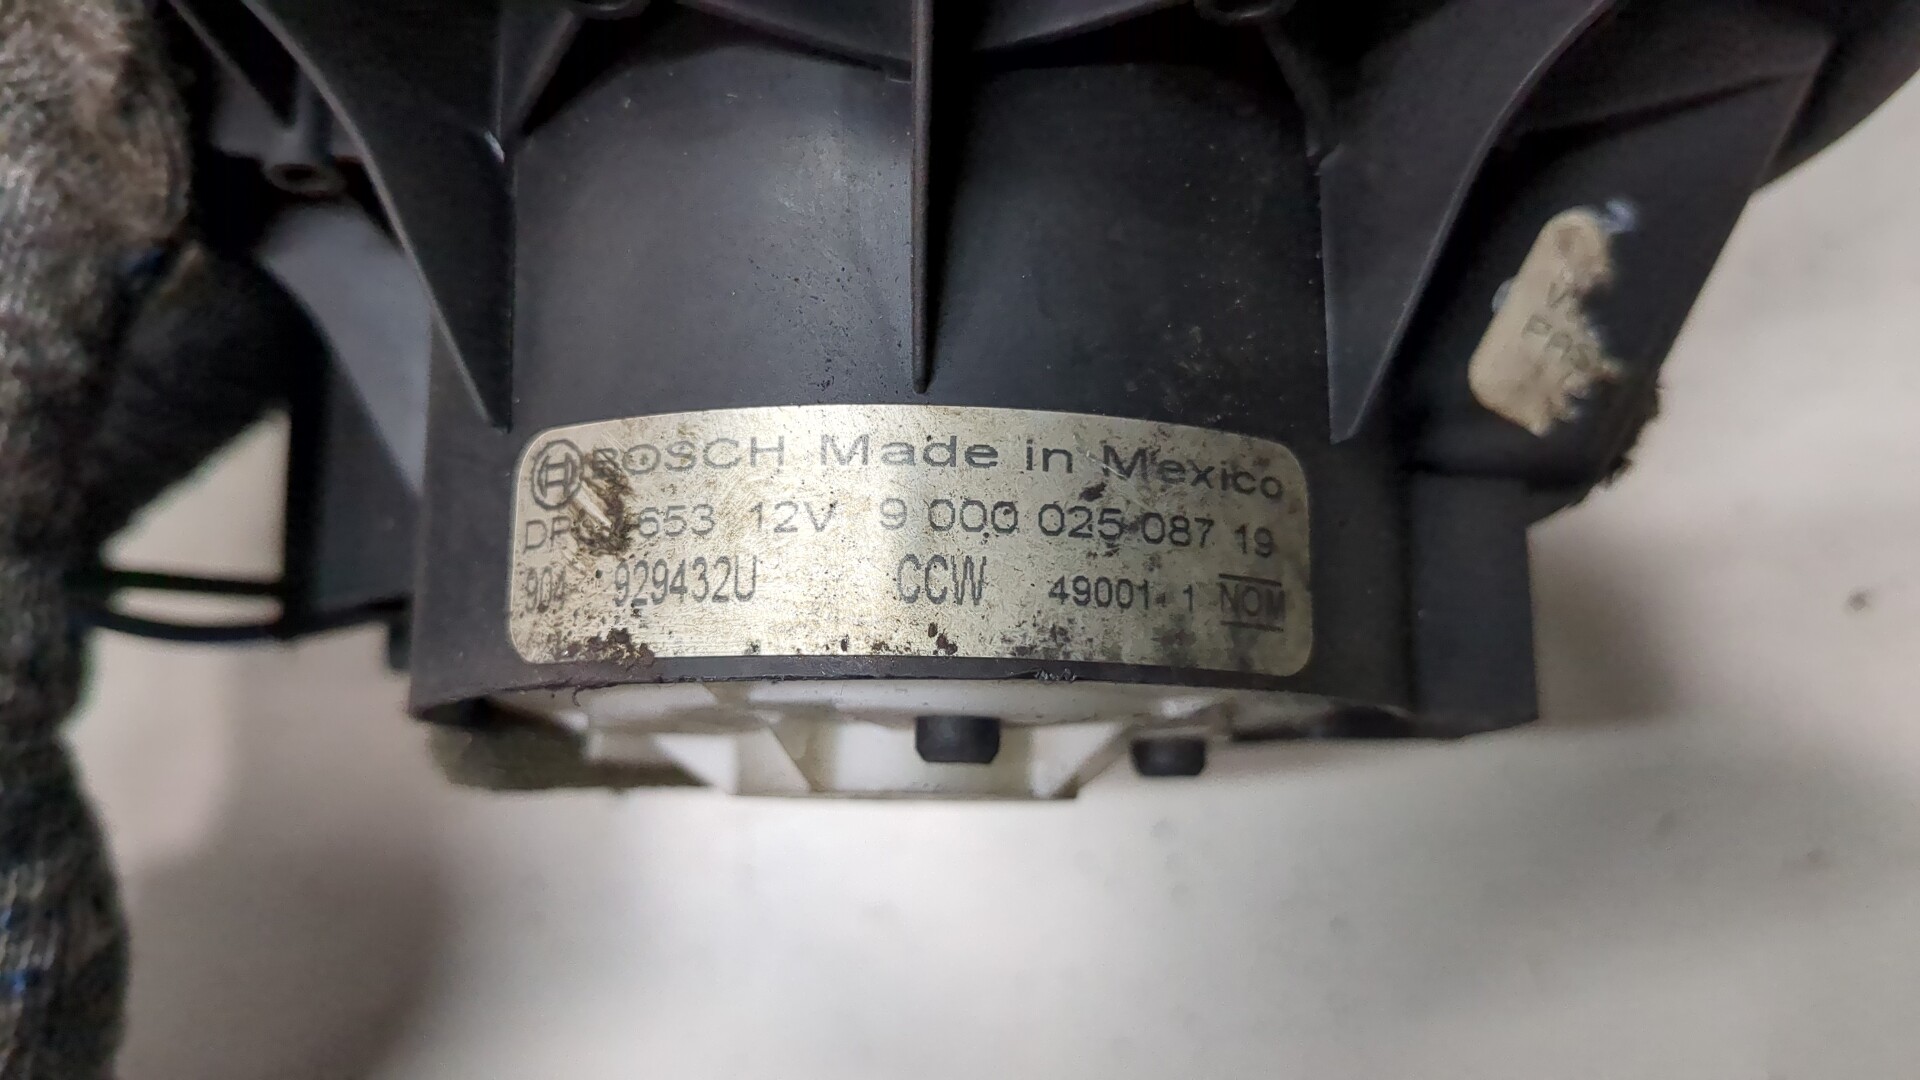 BOSCH Made in Mexico
653 12V 9 000 025 087 19
904 929432U CCW 49001 1 NOM